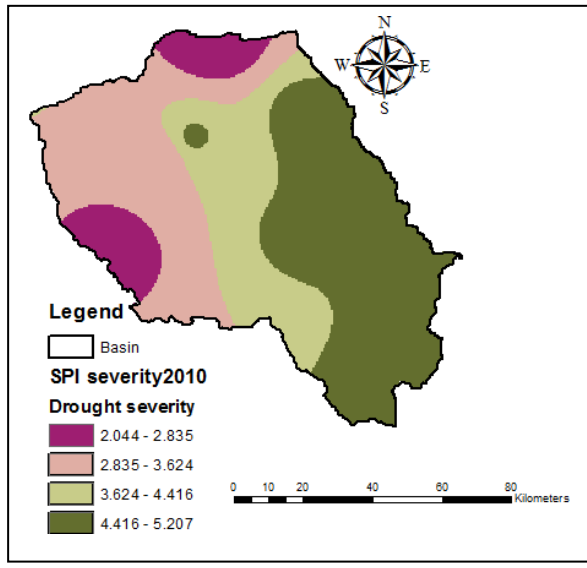 N
W E
S
Legend
Basin
SPI severity2010
Drought severity
2.044 - 2.835
2.835 - 3.624
3.624 - 4.416
4.416 - 5.207
0 10 20 40 60 80
Kilometers